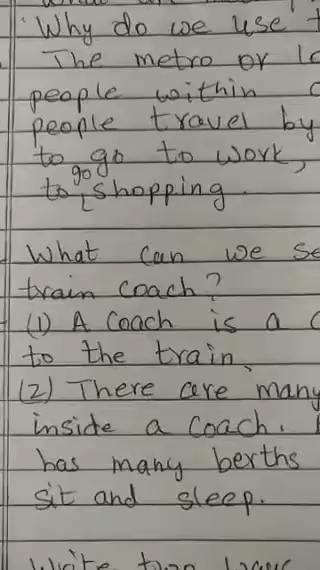 Why do we use
The metro or
people within
people travel by
to go to work,
to go shopping.
What can we
train coach?
(1) A coach is a
to the train.
(2) There are many
inside a coach.
has many berths
sit and sleep.
Write two